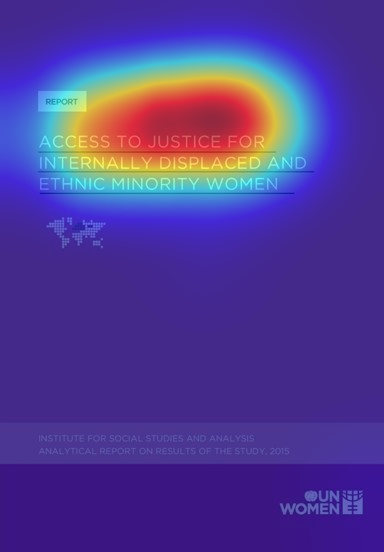 REPORT
ACCESS TO JUSTICE FOR
INTERNALLY DISPLACED AND
ETHNIC MINORITY WOMEN
INSTITUTE FOR SOCIAL STUDIES AND ANALYSIS
ANALYTICAL REPORT ON RESULTS OF THE STUDY, 2015
UN
WOMEN